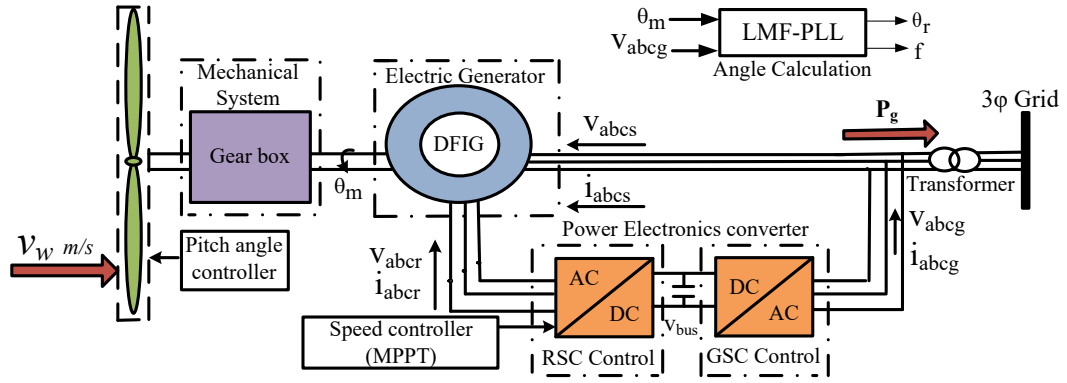 θm
vabcg
LMF-PLL
θr
f
Angle Calculation
Mechanical
System
Electric Generator
Pg
3φ Grid
Gear box
DFIG
vabcs
θm
iabcs
Transformer
vw m/s
Pitch angle
controller
Power Electronics converter
vabcr
iabcr
AC
DC
vbus
DC
AC
vabcg
iabcg
Speed controller
(MPPT)
RSC Control
GSC Control